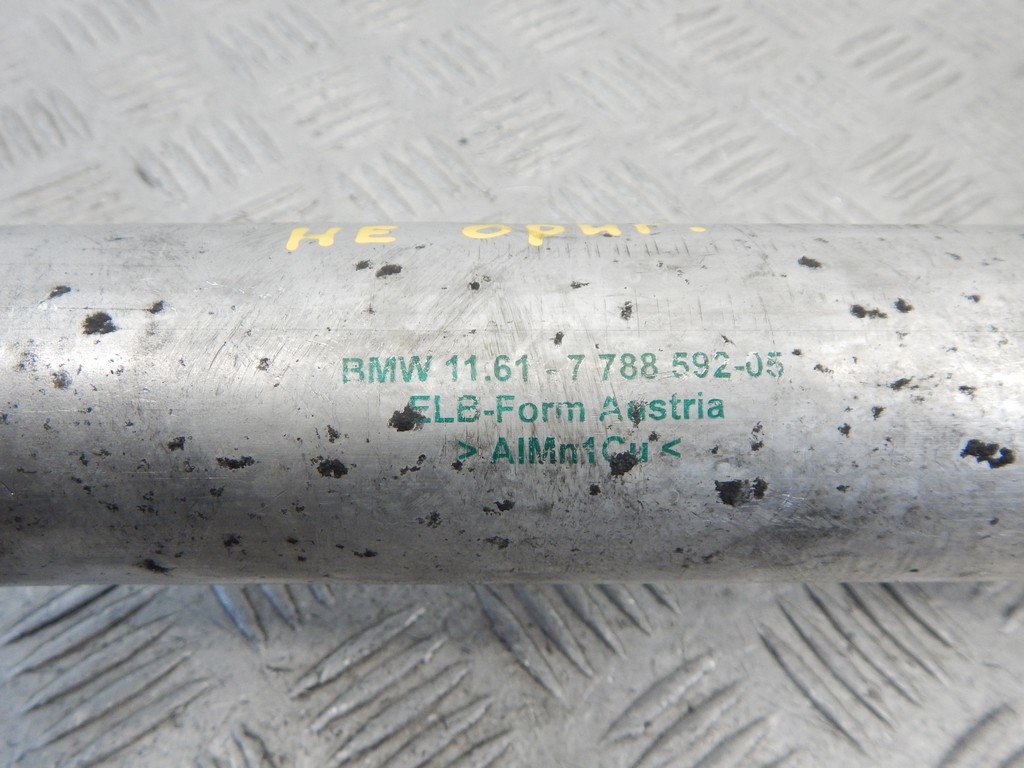 НЕ ориг.
BMW 11.61 - 7 788 592-05
ELB-Form Austria
> AlMn1Cu <